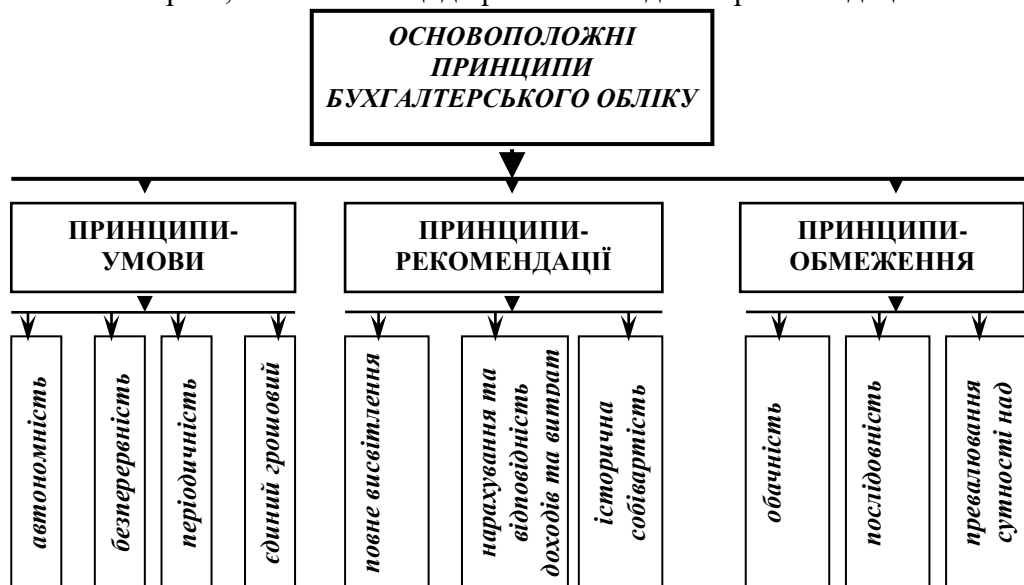 ОСНОВОПОЛОЖНІ
ПРИНЦИПИ
БУХГАЛТЕРСЬКОГО ОБЛІКУ
ПРИНЦИПИ-
УМОВИ
ПРИНЦИПИ-
РЕКОМЕНДАЦІЇ
ПРИНЦИПИ-
ОБМЕЖЕННЯ
автономність
безперервність
періодичність
єдиний грошовий
повне висвітлення
нарахування та
відповідність
доходів та витрат
історична
собівартість
обачність
послідовність
превалювання
сутності над